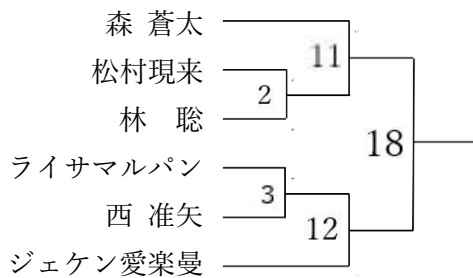 森 蒼太
11
松村現来
2
林 聡
18
ライサマルパン
3
西 准矢
12
ジェケン愛楽曼